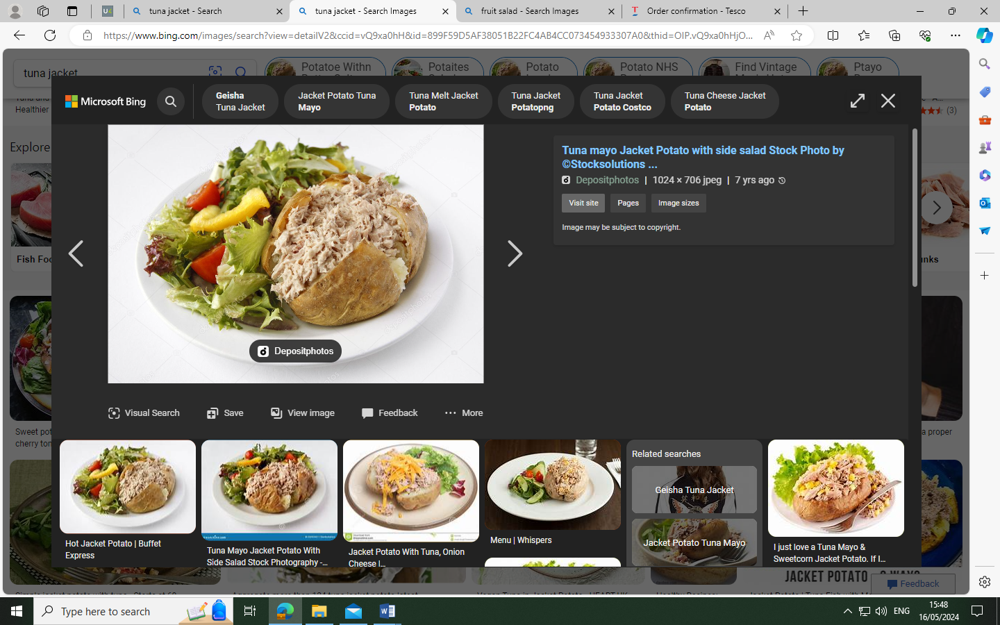 tuna jacket - Search
tuna jacket - Search Images
fruit salad - Search Images
Order confirmation - Tesco
https://www.bing.com/images/search?view=detailV2&ccid=vQ9xa0hH&id=899F59D5AF38051B22FC4AB4CC073454933307A0&thid=OIP.vQ9xa0hHjO...
tuna jacket
Potatoe Withn
Potaites
Potato
Potato NHS
Find Vintage
Ptayo
Healthier
(3)
Microsoft Bing
Geisha
Tuna Jacket
Jacket Potato Tuna
Mayo
Tuna Melt Jacket
Potato
Tuna Jacket
Potatopng
Tuna Jacket
Potato Costco
Tuna Cheese Jacket
Potato
Explore
Fish Foo
unks
Tuna mayo Jacket Potato with side salad Stock Photo by
©Stocksolutions ...
Depositphotos | 1024 × 706 jpeg | 7 yrs ago
Visit site
Pages
Image sizes
Image may be subject to copyright.
Depositphotos
Visual Search
Save
View image
Feedback
More
Sweet pot
cherry ton
a proper
Hot Jacket Potato | Buffet
Express
Tuna Mayo Jacket Potato With
Side Salad Stock Photography -...
Jacket Potato With Tuna, Onion
Cheese I...
Menu | Whispers
Related searches
Geisha Tuna Jacket
Jacket Potato Tuna Mayo
I just love a Tuna Mayo &
Sweetcorn Jacket Potato. If I...
JACKET POTATO
Feedback
Type here to search
ENG
15:48
16/05/2024